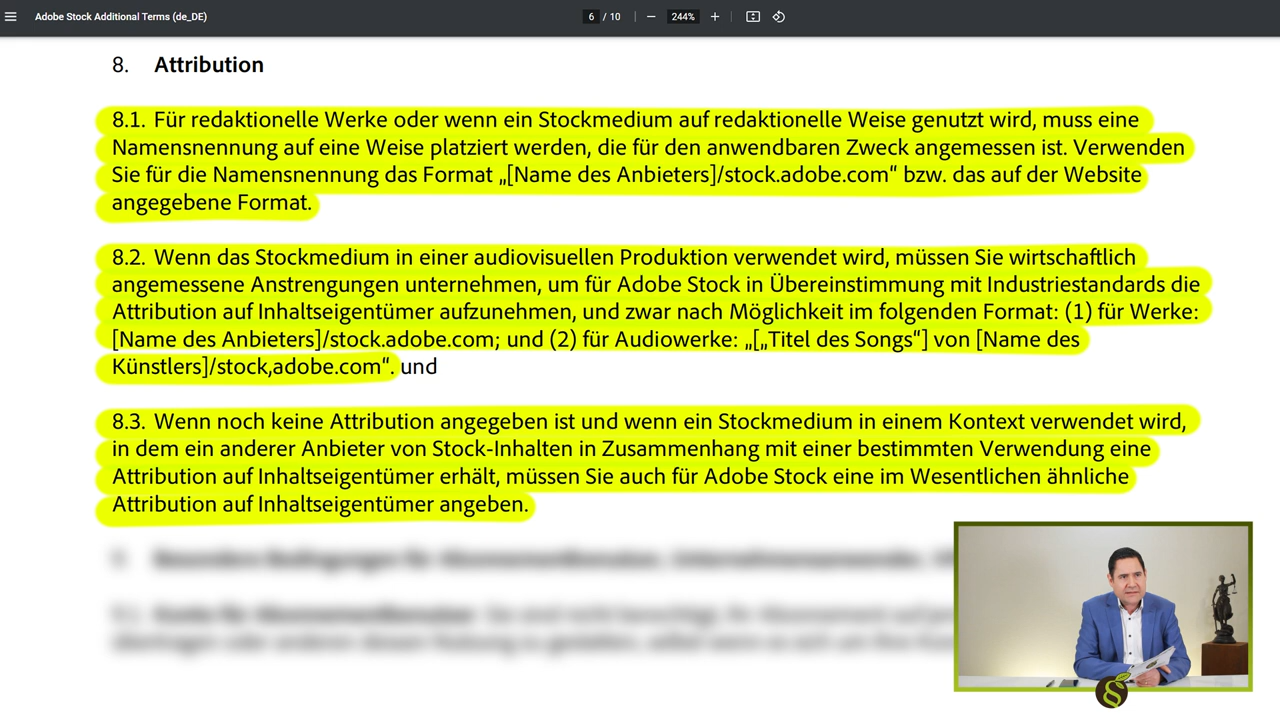 Adobe Stock Additional Terms (de_DE)
6 / 10
244%
8. Attribution
8.1. Für redaktionelle Werke oder wenn ein Stockmedium auf redaktionelle Weise genutzt wird, muss eine
Namensnennung auf eine Weise platziert werden, die für den anwendbaren Zweck angemessen ist. Verwenden
Sie für die Namensnennung das Format „[Name des Anbieters]/stock.adobe.com“ bzw. das auf der Website
angegebene Format.
8.2. Wenn das Stockmedium in einer audiovisuellen Produktion verwendet wird, müssen Sie wirtschaftlich
angemessene Anstrengungen unternehmen, um für Adobe Stock in Übereinstimmung mit Industriestandards die
Attribution auf Inhaltseigentümer aufzunehmen, und zwar nach Möglichkeit im folgenden Format: (1) für Werke:
[Name des Anbieters]/stock.adobe.com; und (2) für Audiowerke: „[„Titel des Songs“] von [Name des
Künstlers]/stock,adobe.com“. und
8.3. Wenn noch keine Attribution angegeben ist und wenn ein Stockmedium in einem Kontext verwendet wird,
in dem ein anderer Anbieter von Stock-Inhalten in Zusammenhang mit einer bestimmten Verwendung eine
Attribution auf Inhaltseigentümer erhält, müssen Sie auch für Adobe Stock eine im Wesentlichen ähnliche
Attribution auf Inhaltseigentümer angeben.